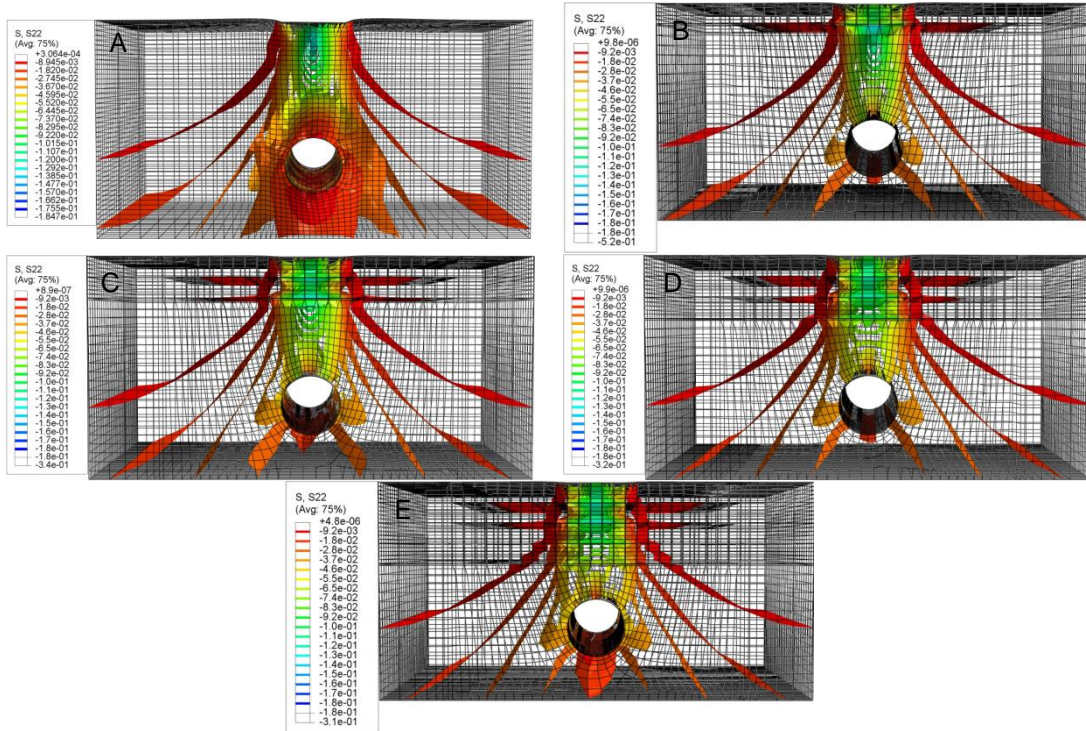 A
S, S22
(Avg: 75%)
+3.064e-04
-8.945e-03
-1.820e-02
-2.745e-02
-3.670e-02
-4.595e-02
-5.520e-02
-6.445e-02
-7.370e-02
-8.295e-02
-9.220e-02
-1.015e-01
-1.107e-01
-1.200e-01
-1.292e-01
-1.385e-01
-1.477e-01
-1.570e-01
-1.662e-01
-1.755e-01
-1.847e-01
B
S, S22
(Avg: 75%)
+9.8e-06
-9.2e-03
-1.8e-02
-2.8e-02
-3.7e-02
-4.6e-02
-5.5e-02
-6.5e-02
-7.4e-02
-8.3e-02
-9.2e-02
-1.0e-01
-1.1e-01
-1.2e-01
-1.3e-01
-1.4e-01
-1.5e-01
-1.6e-01
-1.7e-01
-1.8e-01
-1.8e-01
-5.2e-01
C
S, S22
(Avg: 75%)
+8.9e-07
-9.2e-03
-1.8e-02
-2.8e-02
-3.7e-02
-4.6e-02
-5.5e-02
-6.5e-02
-7.4e-02
-8.3e-02
-9.2e-02
-1.0e-01
-1.1e-01
-1.2e-01
-1.3e-01
-1.4e-01
-1.5e-01
-1.6e-01
-1.7e-01
-1.8e-01
-1.8e-01
-3.4e-01
D
S, S22
(Avg: 75%)
+9.9e-06
-9.2e-03
-1.8e-02
-2.8e-02
-3.7e-02
-4.6e-02
-5.5e-02
-6.5e-02
-7.4e-02
-8.3e-02
-9.2e-02
-1.0e-01
-1.1e-01
-1.2e-01
-1.3e-01
-1.4e-01
-1.5e-01
-1.6e-01
-1.7e-01
-1.8e-01
-1.8e-01
-3.2e-01
E
S, S22
(Avg: 75%)
+4.8e-06
-9.2e-03
-1.8e-02
-2.8e-02
-3.7e-02
-4.6e-02
-5.5e-02
-6.5e-02
-7.4e-02
-8.3e-02
-9.2e-02
-1.0e-01
-1.1e-01
-1.2e-01
-1.3e-01
-1.4e-01
-1.5e-01
-1.6e-01
-1.7e-01
-1.8e-01
-1.8e-01
-3.1e-01